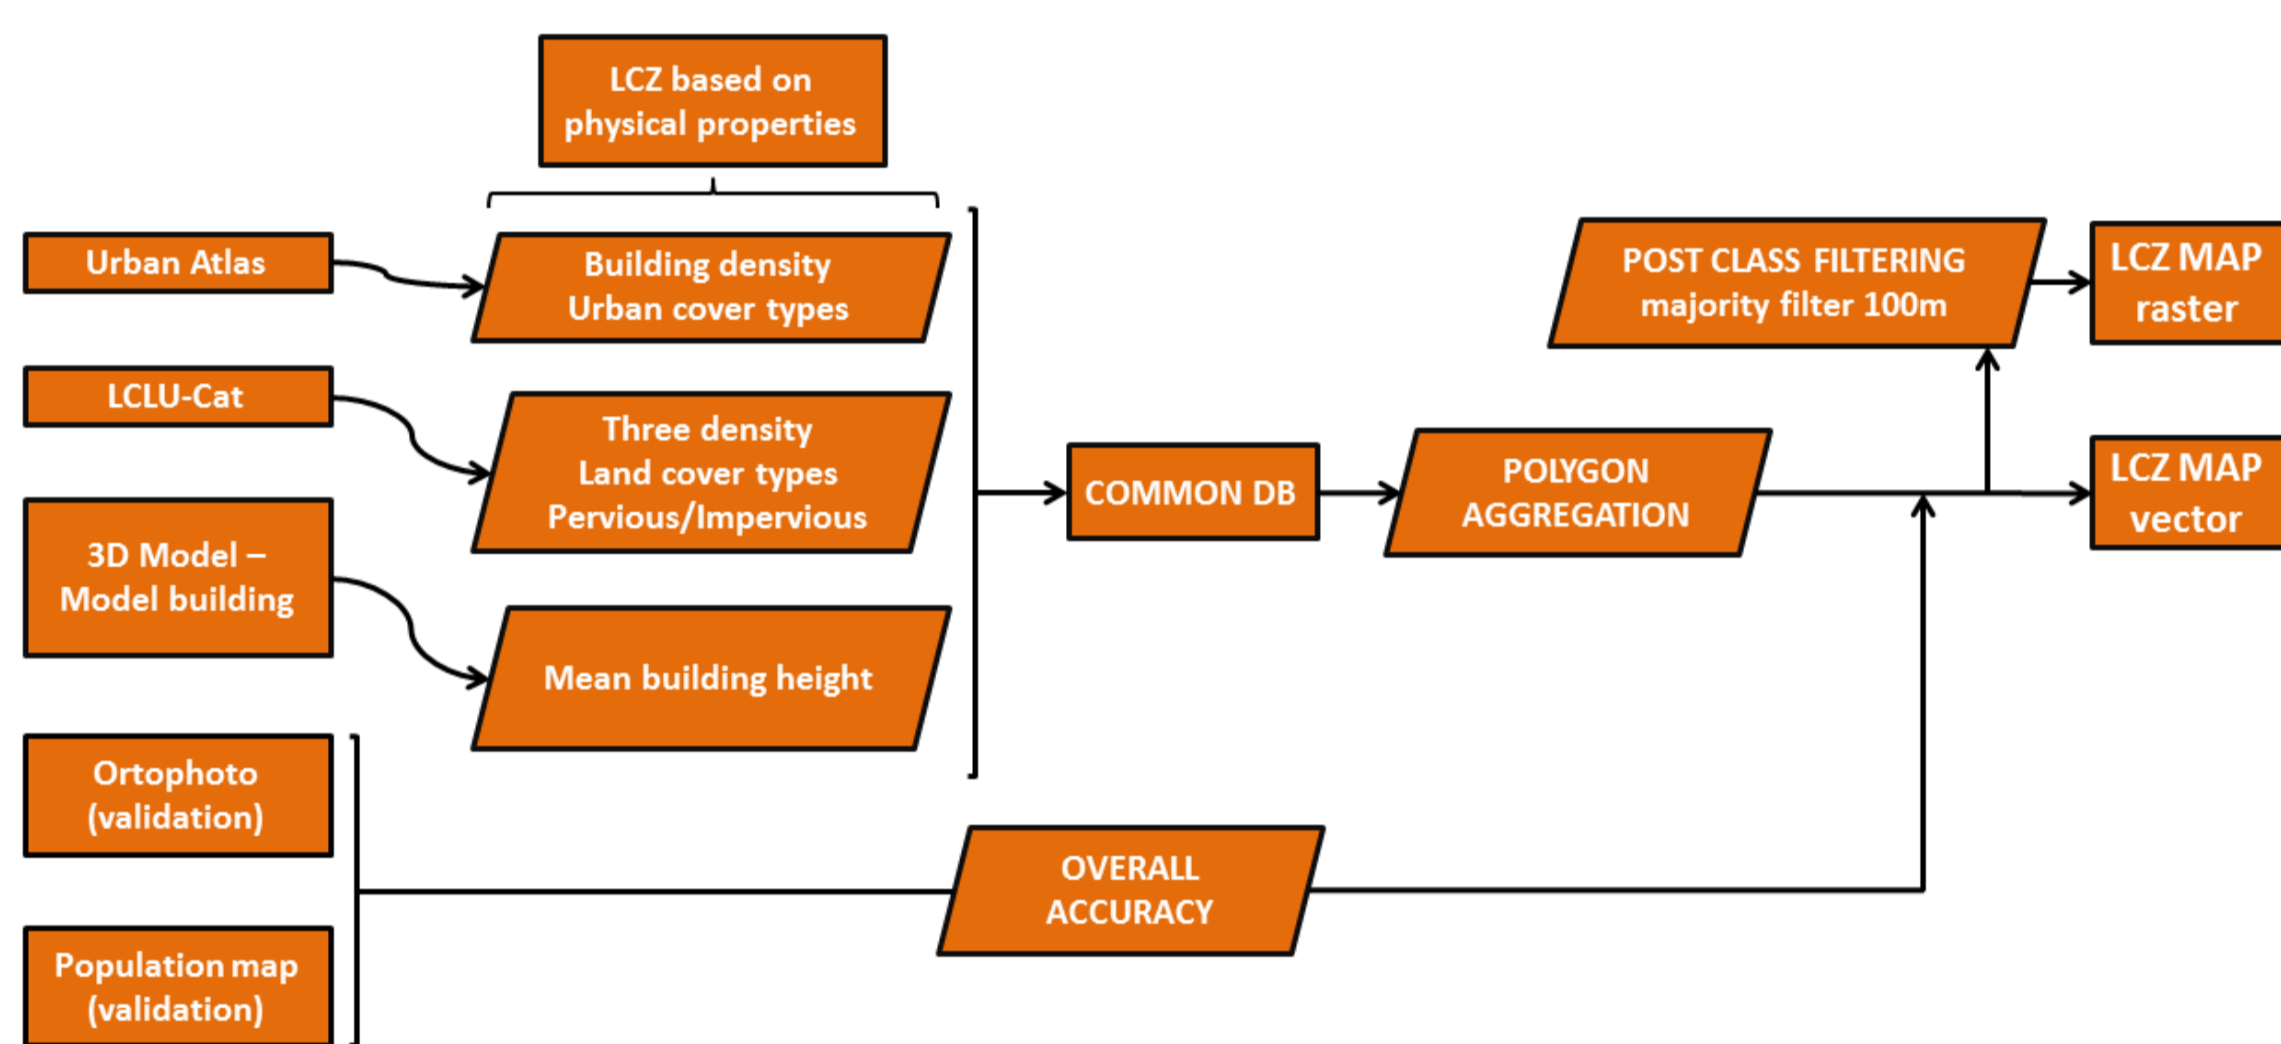 LCZ based on
physical properties
Urban Atlas
Building density
Urban cover types
LCLU-Cat
Three density
Land cover types
Pervious/Impervious
3D Model –
Model building
Mean building height
Ortophoto
(validation)
Population map
(validation)
OVERALL
ACCURACY
COMMON DB
POLYGON
AGGREGATION
POST CLASS FILTERING
majority filter 100m
LCZ MAP
raster
LCZ MAP
vector